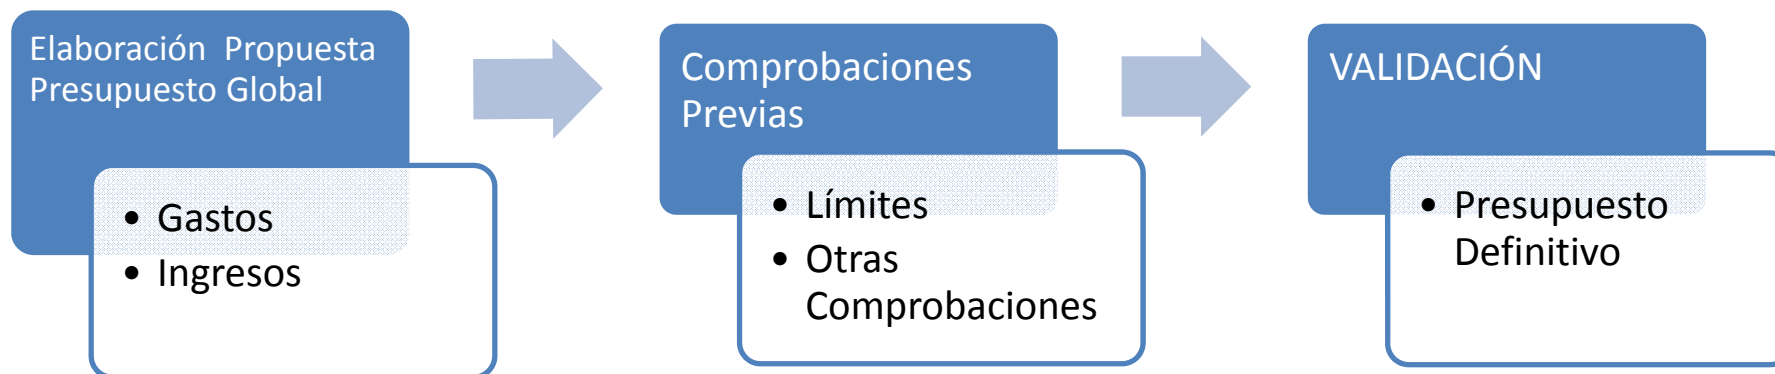 Elaboración Propuesta
Presupuesto Global
• Gastos
• Ingresos
Comprobaciones
Previas
• Límites
• Otras
Comprobaciones
VALIDACIÓN
• Presupuesto
Definitivo